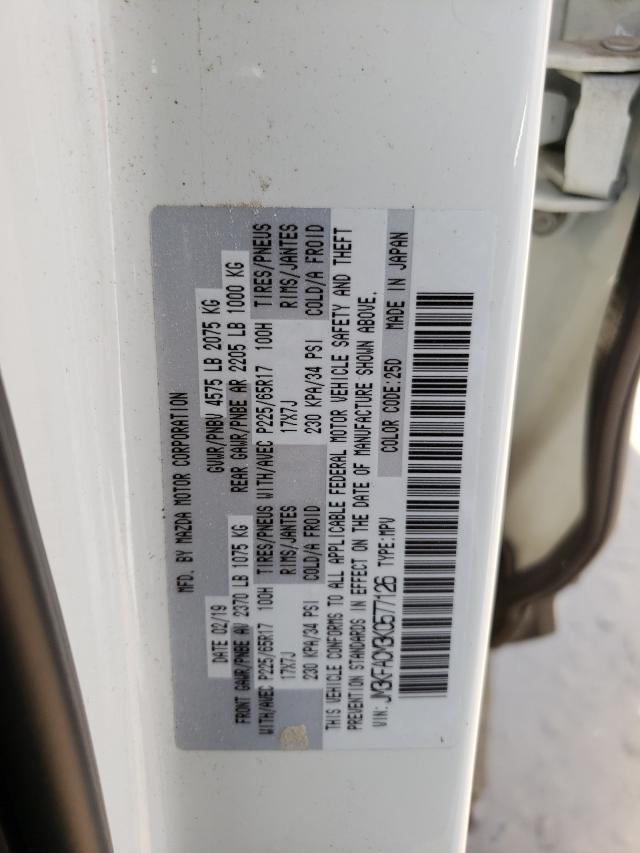 MFD. BY MAZDA MOTOR CORPORATION
DATE 02/19 GVWR/PNBV 4575 LB 2075 KG
FRONT GAWR/PNBE AV 2370 LB 1075 KG REAR GAWR/PNBE AR 2205 LB 1000 KG
WITH/AVEC P225/65R17 100H TIRES/PNEUS WITH/AVEC P225/65R17 100H TIRES/PNEUS
17X7J RIMS/JANTES 17X7J RIMS/JANTES
230 KPA/34 PSI COLD/A FROID 230 KPA/34 PSI COLD/A FROID
THIS VEHICLE CONFORMS TO ALL APPLICABLE FEDERAL MOTOR VEHICLE SAFETY AND THEFT
PREVENTION STANDARDS IN EFFECT ON THE DATE OF MANUFACTURE SHOWN ABOVE.
VIN: JM3KFACM3K0577126 TYPE:MPV COLOR CODE:25D MADE IN JAPAN